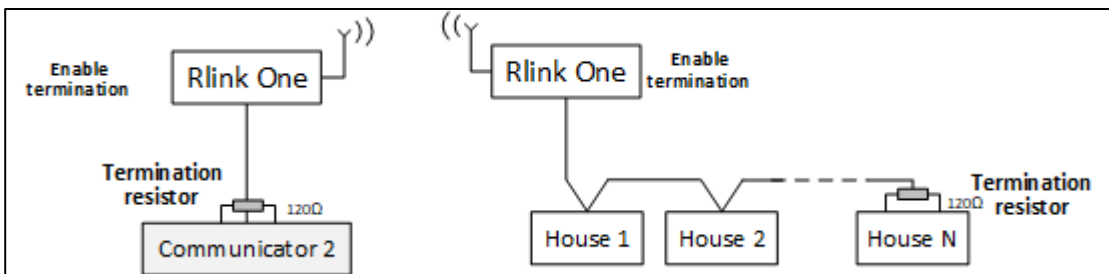 Enable
termination
Rlink One
Rlink One
Enable
termination
Termination
resistor
120Ω
Communicator 2
House 1
House 2
House N
120Ω
Termination
resistor